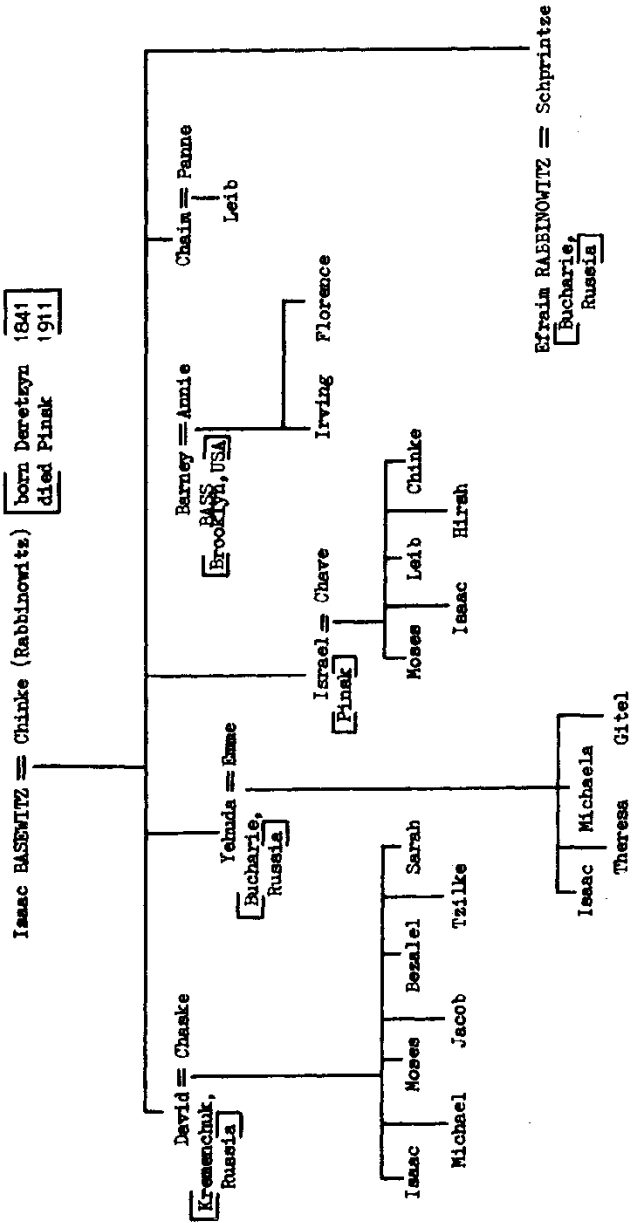 Isaac BASEWITZ = Chinke (Rabbinowitz) [born Deretzyn 1841]
[died Pinsk 1911]
David = Chaske
[Kremenchuk,
Russia]
Isaac Moses Bezalel Sarah
Michael Jacob Tzilke
Yehuda = Emme
[Bucharie,
Russia]
Isaac Michaela
Theresa Gitel
Israel = Chave
[Pinsk]
Moses Leib Chinke
Isaac Hirsh
Barney = Annie
BASS
[Brooklyn, USA]
Irving Florence
Chaim = Panne
Leib
Efraim RABBINOWITZ = Schprintze
[Bucharie,
Russia]